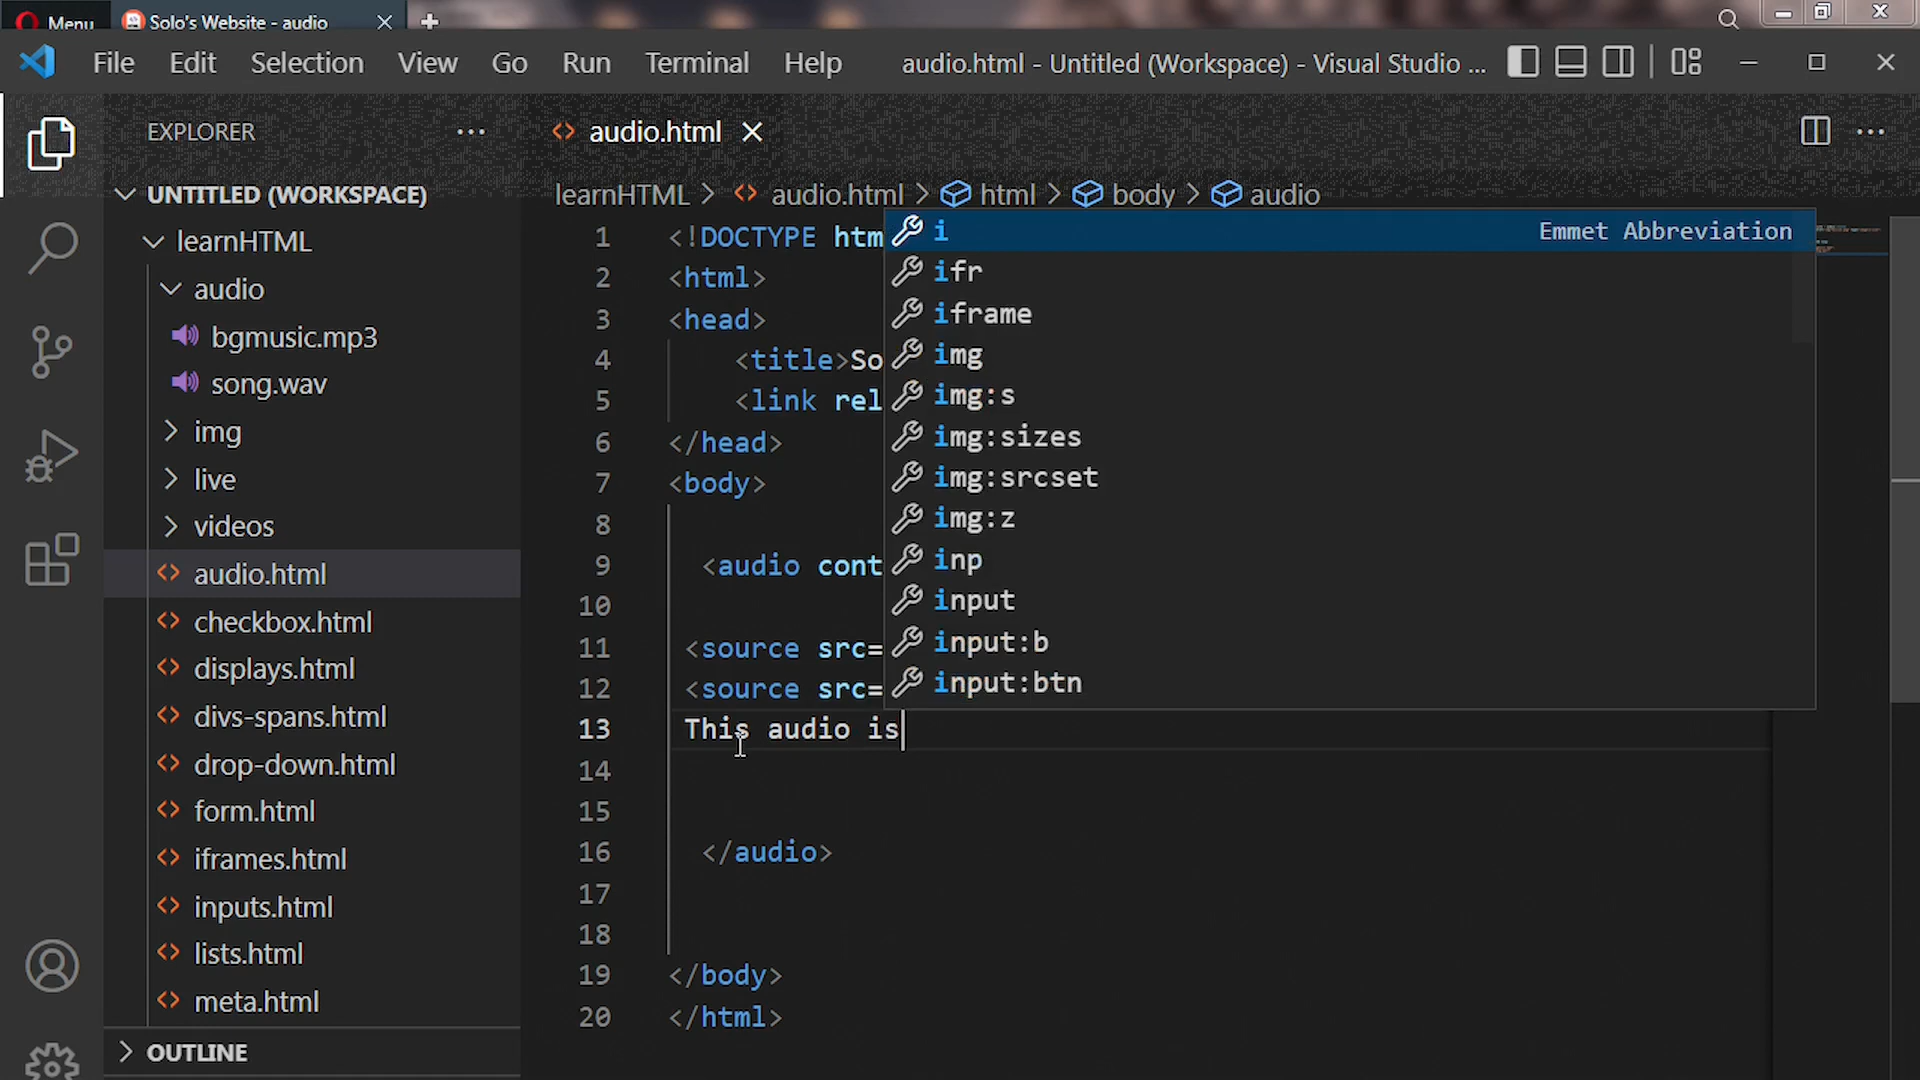 Menu
Solo's Website - audio
File Edit Selection View Go Run Terminal Help
audio.html - Untitled (Workspace) - Visual Studio ...
EXPLORER
audio.html
UNTITLED (WORKSPACE)
learnHTML > audio.html > html > body > audio
learnHTML
audio
bgmusic.mp3
song.wav
img
live
videos
audio.html
checkbox.html
displays.html
divs-spans.html
drop-down.html
form.html
iframes.html
inputs.html
lists.html
meta.html
OUTLINE
1 <!DOCTYPE htm
2 <html>
3 <head>
4 <title>So
5 <link rel
6 </head>
7 <body>
8
9 <audio cont
10
11 <source src=
12 <source src=
13 This audio is
14
15
16 </audio>
17
18
19 </body>
20 </html>
i Emmet Abbreviation
ifr
iframe
img
img:s
img:sizes
img:srcset
img:z
inp
input
input:b
input:btn